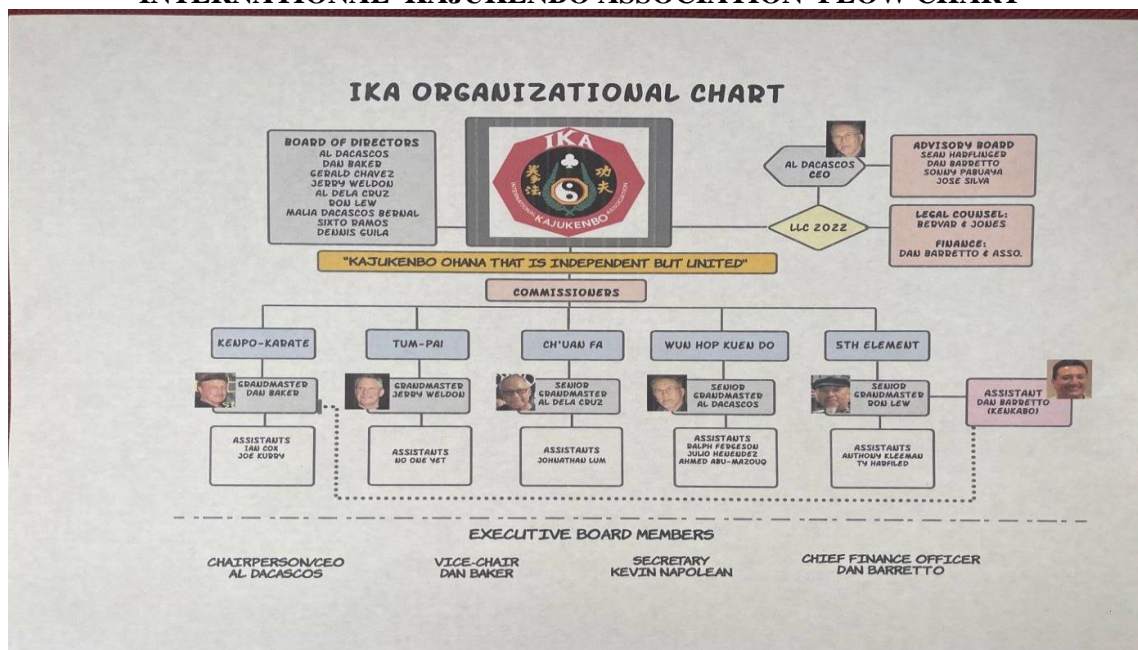 INTERNATIONAL KAJUKENBO ASSOCIATION FLOW CHART
IKA ORGANIZATIONAL CHART
BOARD OF DIRECTORS
AL DACASCOS
DAN BAKER
GERALD CHAVEZ
JERRY WELDON
AL DELA CRUZ
RON LEW
MALIA DACASCOS BERNAL
SIXTO RAMOS
DENNIS GUILA
IKA
拳法
功夫
INTERNATIONAL KAJUKENBO ASSOCIATION
AL DACASCOS
CEO
LLC 2022
ADVISORY BOARD
SEAN HARFLINGER
DAN BARRETTO
SONNY PABUAYA
JOSE SILVA
LEGAL COUNSEL:
BERVAR & JONES
FINANCE:
DAN BARRETTO & ASSO.
"KAJUKENBO OHANA THAT IS INDEPENDENT BUT UNITED"
COMMISSIONERS
KENPO-KARATE
TUM-PAI
CH'UAN FA
WUN HOP KUEN DO
5TH ELEMENT
GRANDMASTER
DAN BAKER
GRANDMASTER
JERRY WELDON
SENIOR
GRANDMASTER
AL DELA CRUZ
SENIOR
GRANDMASTER
AL DACASCOS
SENIOR
GRANDMASTER
RON LEW
ASSISTANT
DAN BARRETTO
(KENKABO)
ASSISTANTS
IAN COX
JOE KURRY
ASSISTANTS
NO ONE YET
ASSISTANTS
JOHNATHAN LUM
ASSISTANTS
RALPH FERGESON
JULIO MENENDEZ
AHMED ABU-MAZOUQ
ASSISTANTS
ANTHONY KLEEMAN
TY HARFILED
EXECUTIVE BOARD MEMBERS
CHAIRPERSON/CEO
AL DACASCOS
VICE-CHAIR
DAN BAKER
SECRETARY
KEVIN NAPOLEAN
CHIEF FINANCE OFFICER
DAN BARRETTO